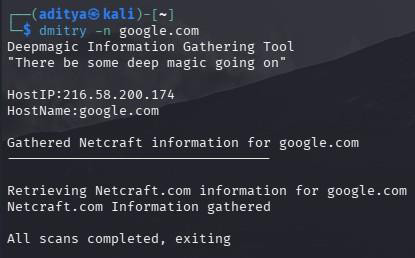 ┌──(aditya㉿kali)-[~]
└─$ dmitry -n google.com
Deepmagic Information Gathering Tool
"There be some deep magic going on"
HostIP:216.58.200.174
HostName:google.com
Gathered Netcraft information for google.com
---------------------------------
Retrieving Netcraft.com information for google.com
Netcraft.com Information gathered
All scans completed, exiting